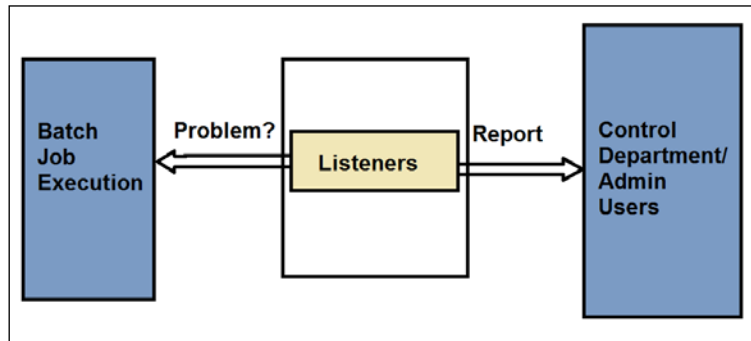 Batch
Job
Execution
Problem?
Listeners
Report
Control
Department/
Admin
Users